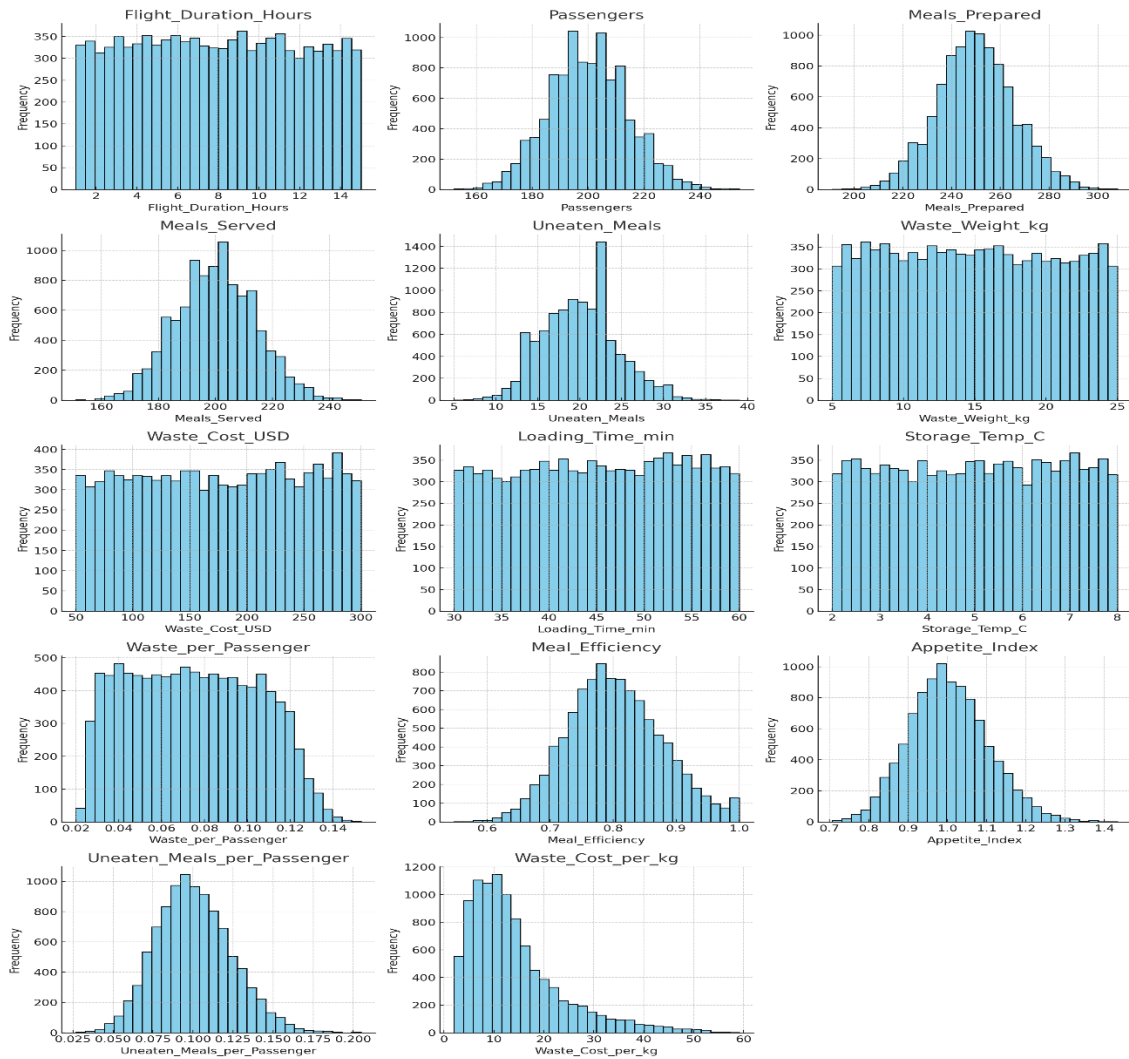 Flight_Duration_Hours
Frequency
350
300
250
200
150
100
50
0
2 4 6 8 10 12 14
Flight_Duration_Hours
Passengers
Frequency
1000
800
600
400
200
0
160 180 200 220 240
Passengers
Meals_Prepared
Frequency
1000
800
600
400
200
0
200 220 240 260 280 300
Meals_Prepared
Meals_Served
Frequency
1000
800
600
400
200
0
160 180 200 220 240
Meals_Served
Uneaten_Meals
Frequency
1400
1200
1000
800
600
400
200
0
5 10 15 20 25 30 35 40
Uneaten_Meals
Waste_Weight_kg
Frequency
350
300
250
200
150
100
50
0
5 10 15 20 25
Waste_Weight_kg
Waste_Cost_USD
Frequency
400
350
300
250
200
150
100
50
0
50 100 150 200 250 300
Waste_Cost_USD
Loading_Time_min
Frequency
350
300
250
200
150
100
50
0
30 35 40 45 50 55 60
Loading_Time_min
Storage_Temp_C
Frequency
350
300
250
200
150
100
50
0
2 3 4 5 6 7 8
Storage_Temp_C
Waste_per_Passenger
Frequency
500
400
300
200
100
0
0.02 0.04 0.06 0.08 0.10 0.12 0.14
Waste_per_Passenger
Meal_Efficiency
Frequency
800
700
600
500
400
300
200
100
0
0.6 0.7 0.8 0.9 1.0
Meal_Efficiency
Appetite_Index
Frequency
1000
800
600
400
200
0
0.7 0.8 0.9 1.0 1.1 1.2 1.3 1.4
Appetite_Index
Uneaten_Meals_per_Passenger
Frequency
1000
800
600
400
200
0
0.025 0.050 0.075 0.100 0.125 0.150 0.175 0.200
Uneaten_Meals_per_Passenger
Waste_Cost_per_kg
Frequency
1200
1000
800
600
400
200
0
0 10 20 30 40 50 60
Waste_Cost_per_kg